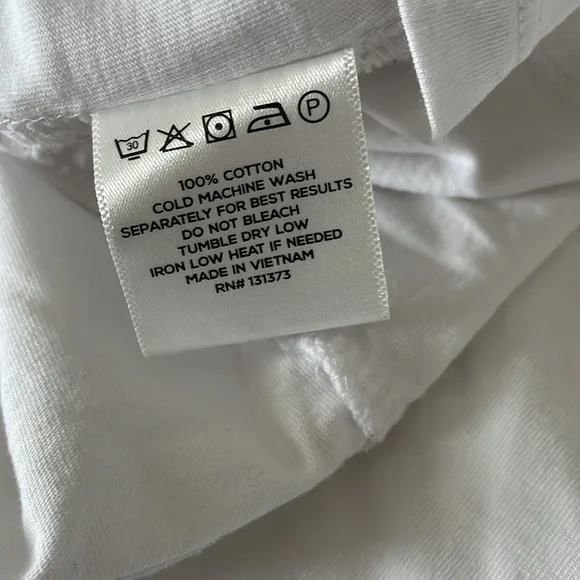 30 P
100% COTTON
COLD MACHINE WASH
SEPARATELY FOR BEST RESULTS
DO NOT BLEACH
TUMBLE DRY LOW
IRON LOW HEAT IF NEEDED
MADE IN VIETNAM
RN# 131373